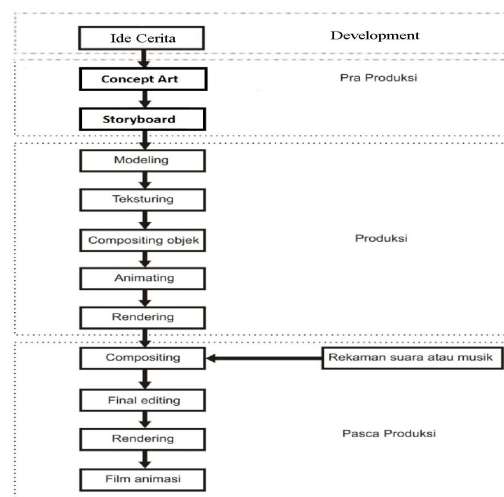 Ide Cerita
Development
Concept Art
Pra Produksi
Storyboard
Modeling
Teksturing
Compositing objek
Produksi
Animating
Rendering
Compositing
Rekaman suara atau musik
Final editing
Rendering
Pasca Produksi
Film animasi